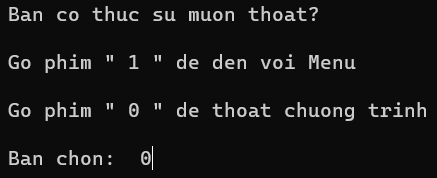 Ban co thuc su muon thoat?
Go phim " 1 " de den voi Menu
Go phim " 0 " de thoat chuong trinh
Ban chon:  0